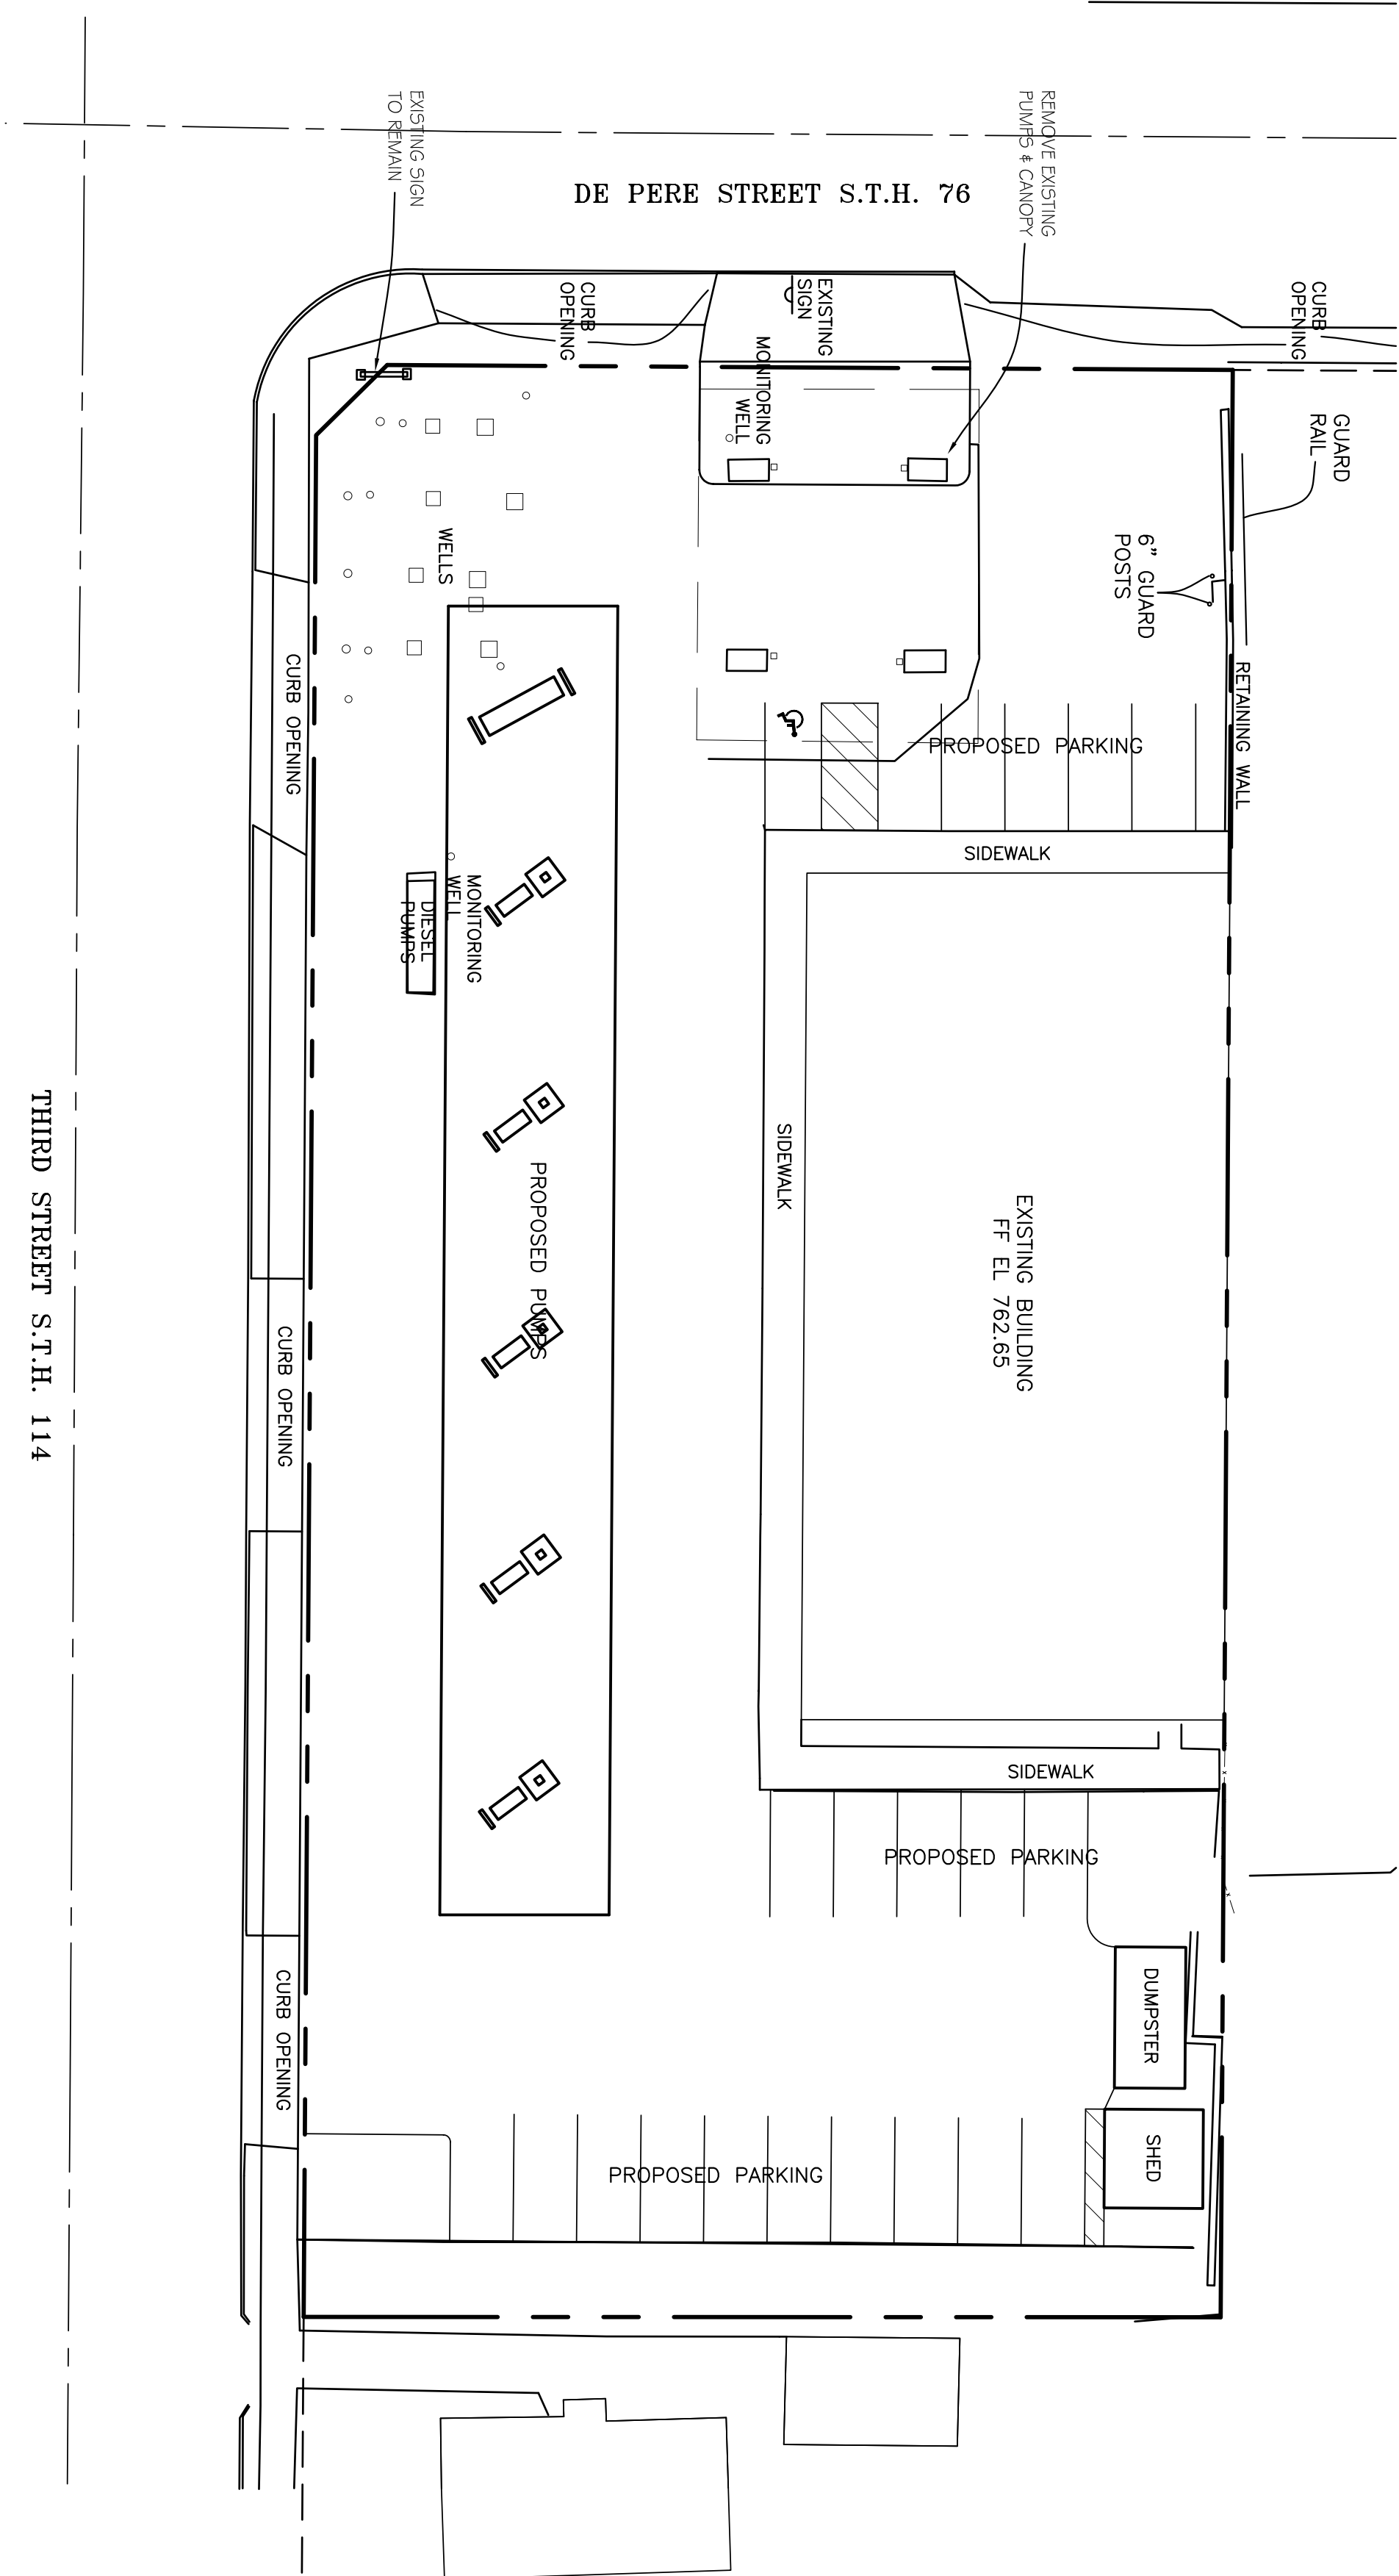 DE PERE STREET S.T.H. 76
EXISTING SIGN
TO REMAIN
REMOVE EXISTING
PUMPS & CANOPY
CURB
OPENING
EXISTING
SIGN
CURB
OPENING
MONITORING
WELL
GUARD
RAIL
6" GUARD
POSTS
WELLS
RETAINING WALL
CURB OPENING
PROPOSED PARKING
SIDEWALK
MONITORING
WELL
DIESEL
PUMPS
SIDEWALK
PROPOSED PUMPS
EXISTING BUILDING
FF EL 762.65
THIRD STREET S.T.H. 114
CURB OPENING
SIDEWALK
PROPOSED PARKING
CURB OPENING
DUMPSTER
SHED
PROPOSED PARKING